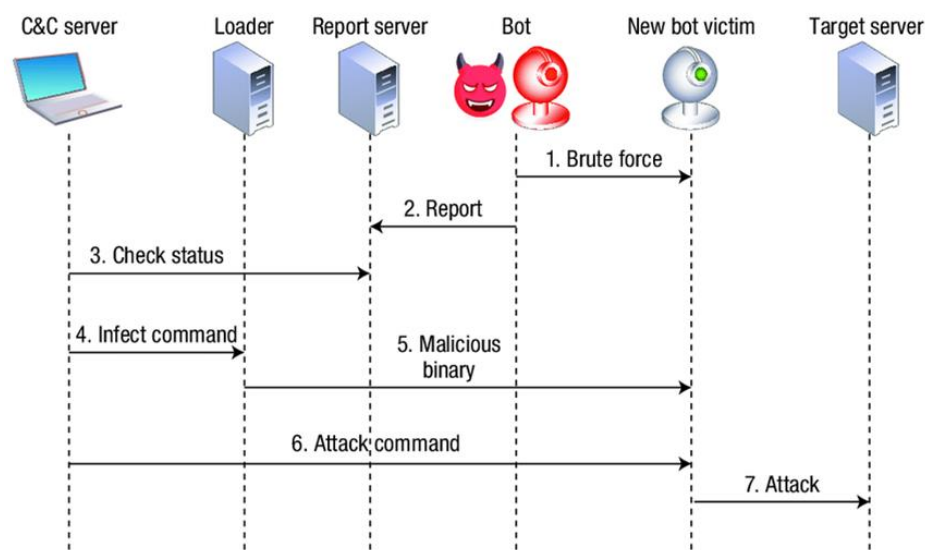 C&C server
Loader
Report server
Bot
New bot victim
Target server
1. Brute force
2. Report
3. Check status
4. Infect command
5. Malicious
binary
6. Attack command
7. Attack